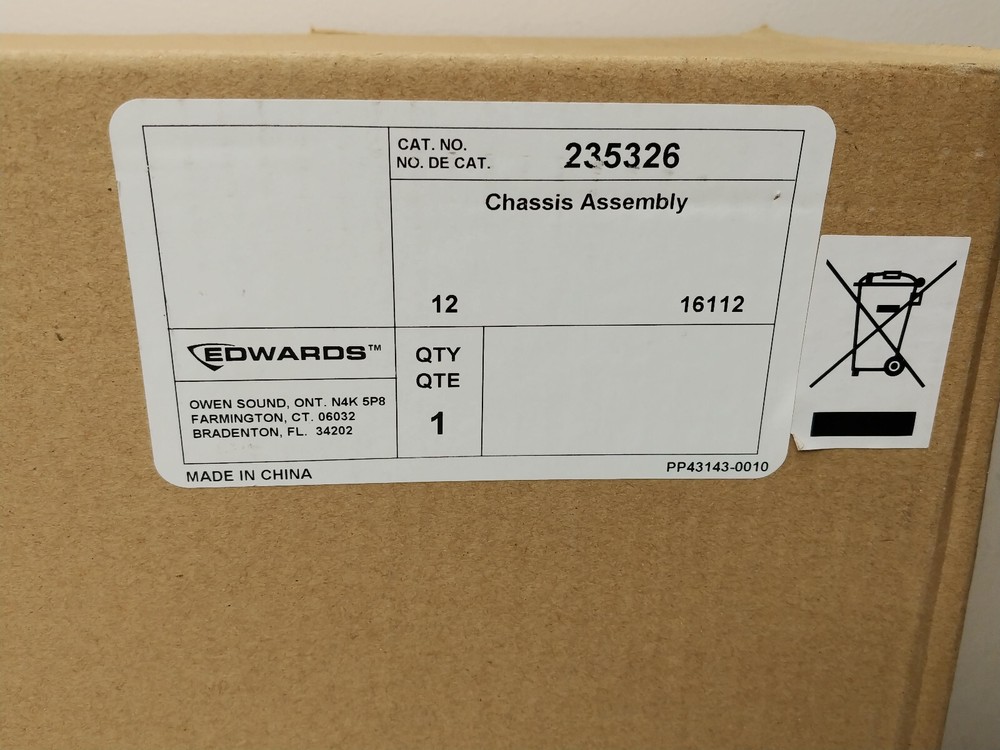 CAT. NO.
NO. DE CAT.
235326
Chassis Assembly
12
16112
EDWARDS™
OWEN SOUND, ONT. N4K 5P8
FARMINGTON, CT. 06032
BRADENTON, FL. 34202
QTY
QTE
1
MADE IN CHINA
PP43143-0010